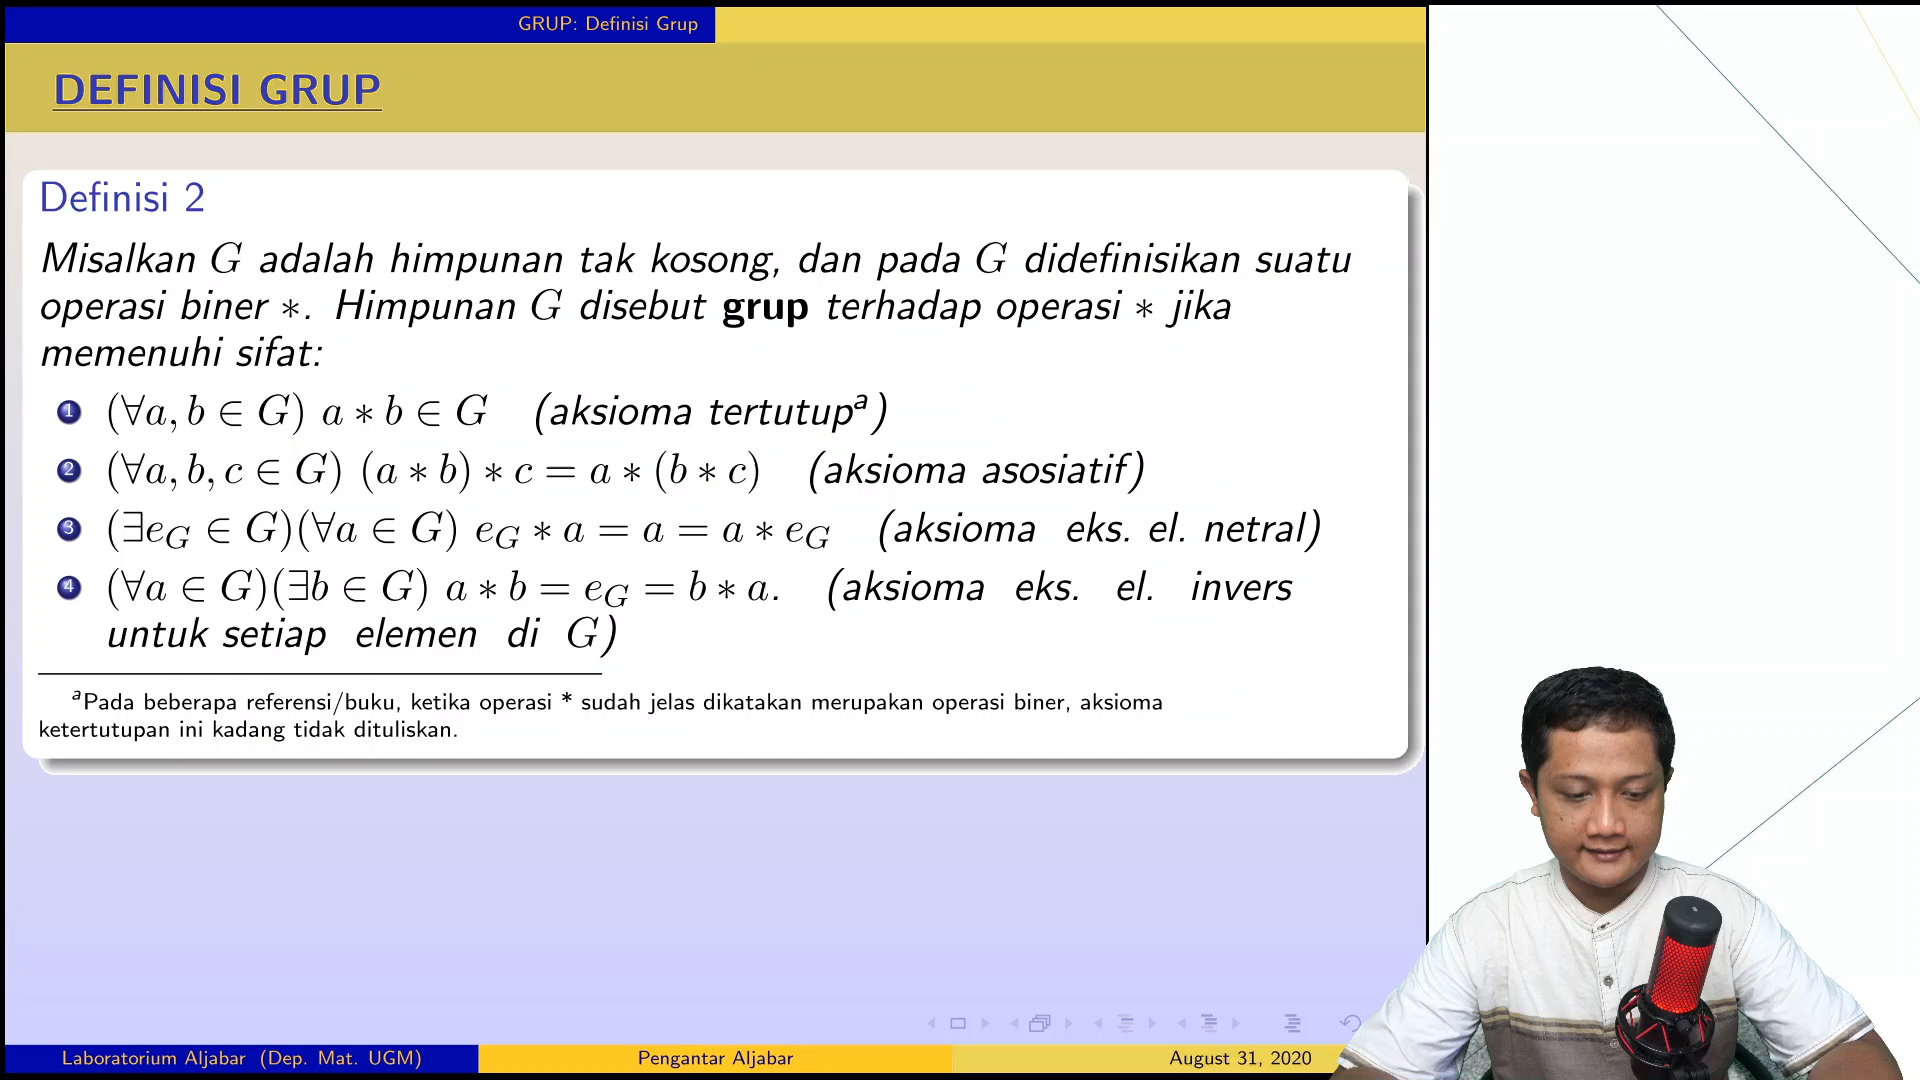 GRUP: Definisi Grup
DEFINISI GRUP
Definisi 2
Misalkan G adalah himpunan tak kosong, dan pada G didefinisikan suatu
operasi biner ∗. Himpunan G disebut grup terhadap operasi ∗ jika
memenuhi sifat:
1 (∀a, b ∈ G) a ∗ b ∈ G (aksioma tertutupᵃ)
2 (∀a, b, c ∈ G) (a ∗ b) ∗ c = a ∗ (b ∗ c) (aksioma asosiatif)
3 (∃e_G ∈ G)(∀a ∈ G) e_G ∗ a = a = a ∗ e_G (aksioma eks. el. netral)
4 (∀a ∈ G)(∃b ∈ G) a ∗ b = e_G = b ∗ a. (aksioma eks. el. invers
untuk setiap elemen di G)
ᵃPada beberapa referensi/buku, ketika operasi * sudah jelas dikatakan merupakan operasi biner, aksioma
ketertutupan ini kadang tidak dituliskan.
Laboratorium Aljabar (Dep. Mat. UGM) Pengantar Aljabar August 31, 2020